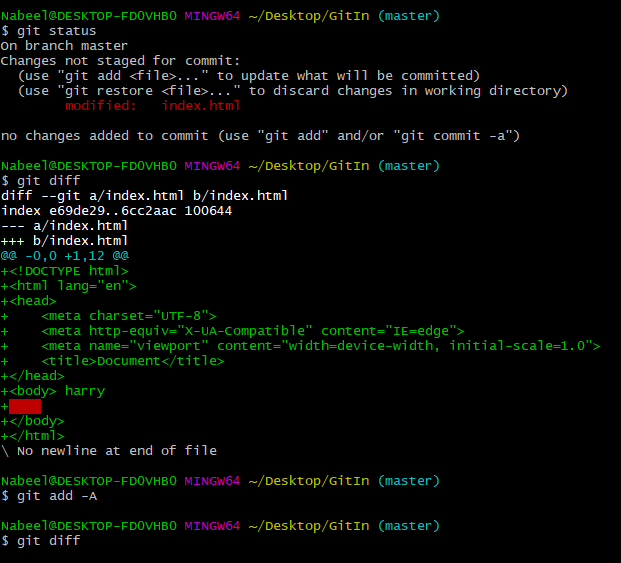 Nabeel@DESKTOP-FD0VHB0 MINGW64 ~/Desktop/GitIn (master)
$ git status
On branch master
Changes not staged for commit:
  (use "git add <file>..." to update what will be committed)
  (use "git restore <file>..." to discard changes in working directory)
        modified:   index.html

no changes added to commit (use "git add" and/or "git commit -a")

Nabeel@DESKTOP-FD0VHB0 MINGW64 ~/Desktop/GitIn (master)
$ git diff
diff --git a/index.html b/index.html
index e69de29..6cc2aac 100644
--- a/index.html
+++ b/index.html
@@ -0,0 +1,12 @@
+<!DOCTYPE html>
+<html lang="en">
+<head>
+    <meta charset="UTF-8">
+    <meta http-equiv="X-UA-Compatible" content="IE=edge">
+    <meta name="viewport" content="width=device-width, initial-scale=1.0">
+    <title>Document</title>
+</head>
+<body> harry
+
+</body>
+</html>
\ No newline at end of file

Nabeel@DESKTOP-FD0VHB0 MINGW64 ~/Desktop/GitIn (master)
$ git add -A

Nabeel@DESKTOP-FD0VHB0 MINGW64 ~/Desktop/GitIn (master)
$ git diff